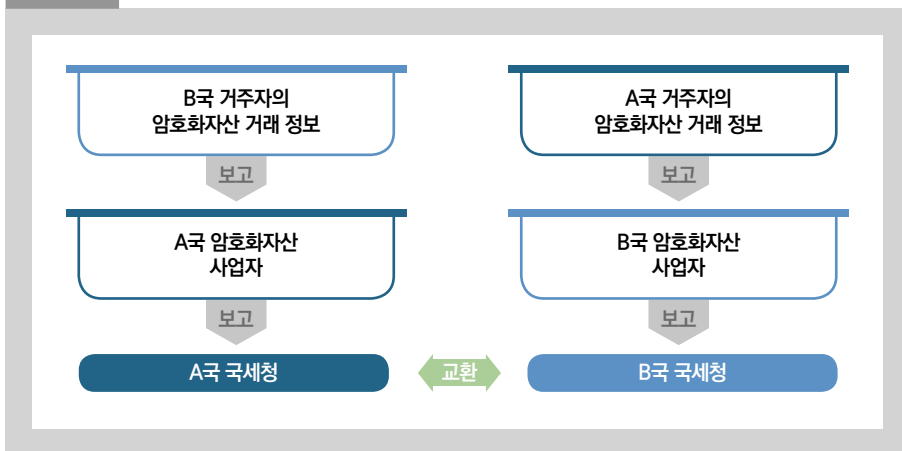 B국 거주자의
암호화자산 거래 정보
A국 거주자의
암호화자산 거래 정보
보고
보고
A국 암호화자산
사업자
B국 암호화자산
사업자
보고
보고
A국 국세청
교환
B국 국세청